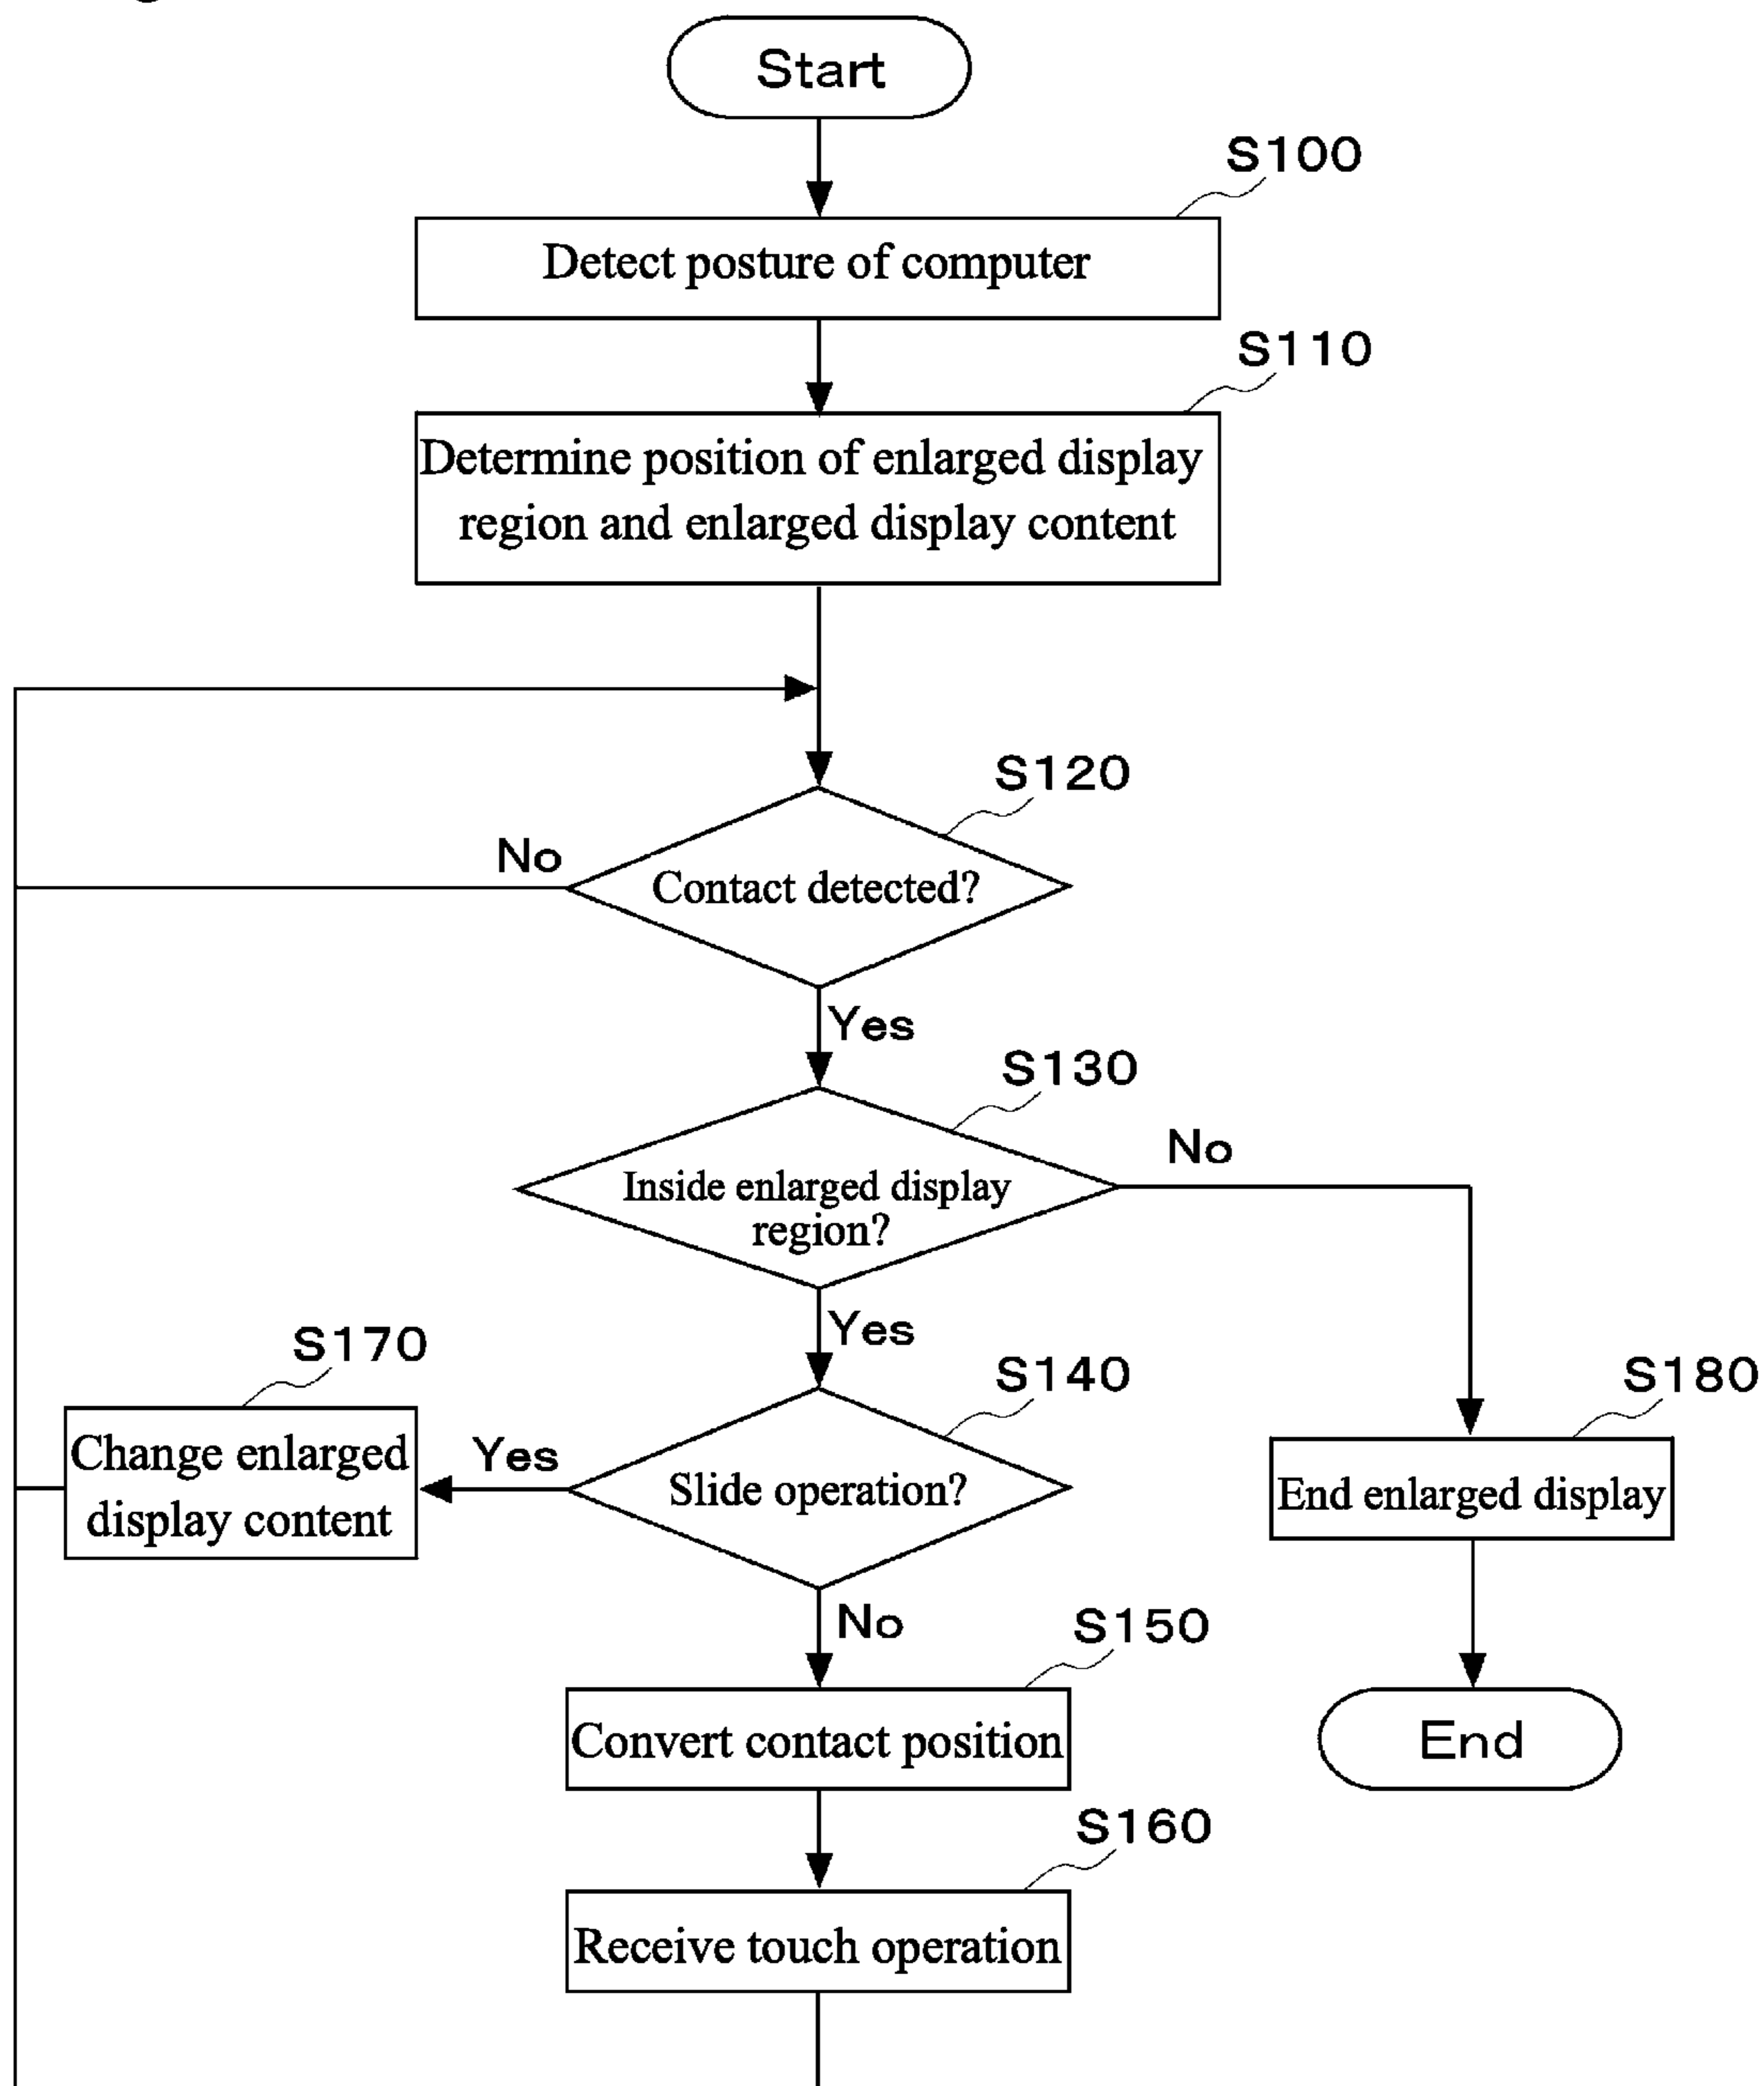 Start
S100
Detect posture of computer
S110
Determine position of enlarged display
region and enlarged display content
S120
No
Contact detected?
Yes
S130
No
Inside enlarged display
region?
Yes
S170
S140
S180
Change enlarged
display content
Yes
Slide operation?
End enlarged display
No
S150
Convert contact position
End
S160
Receive touch operation